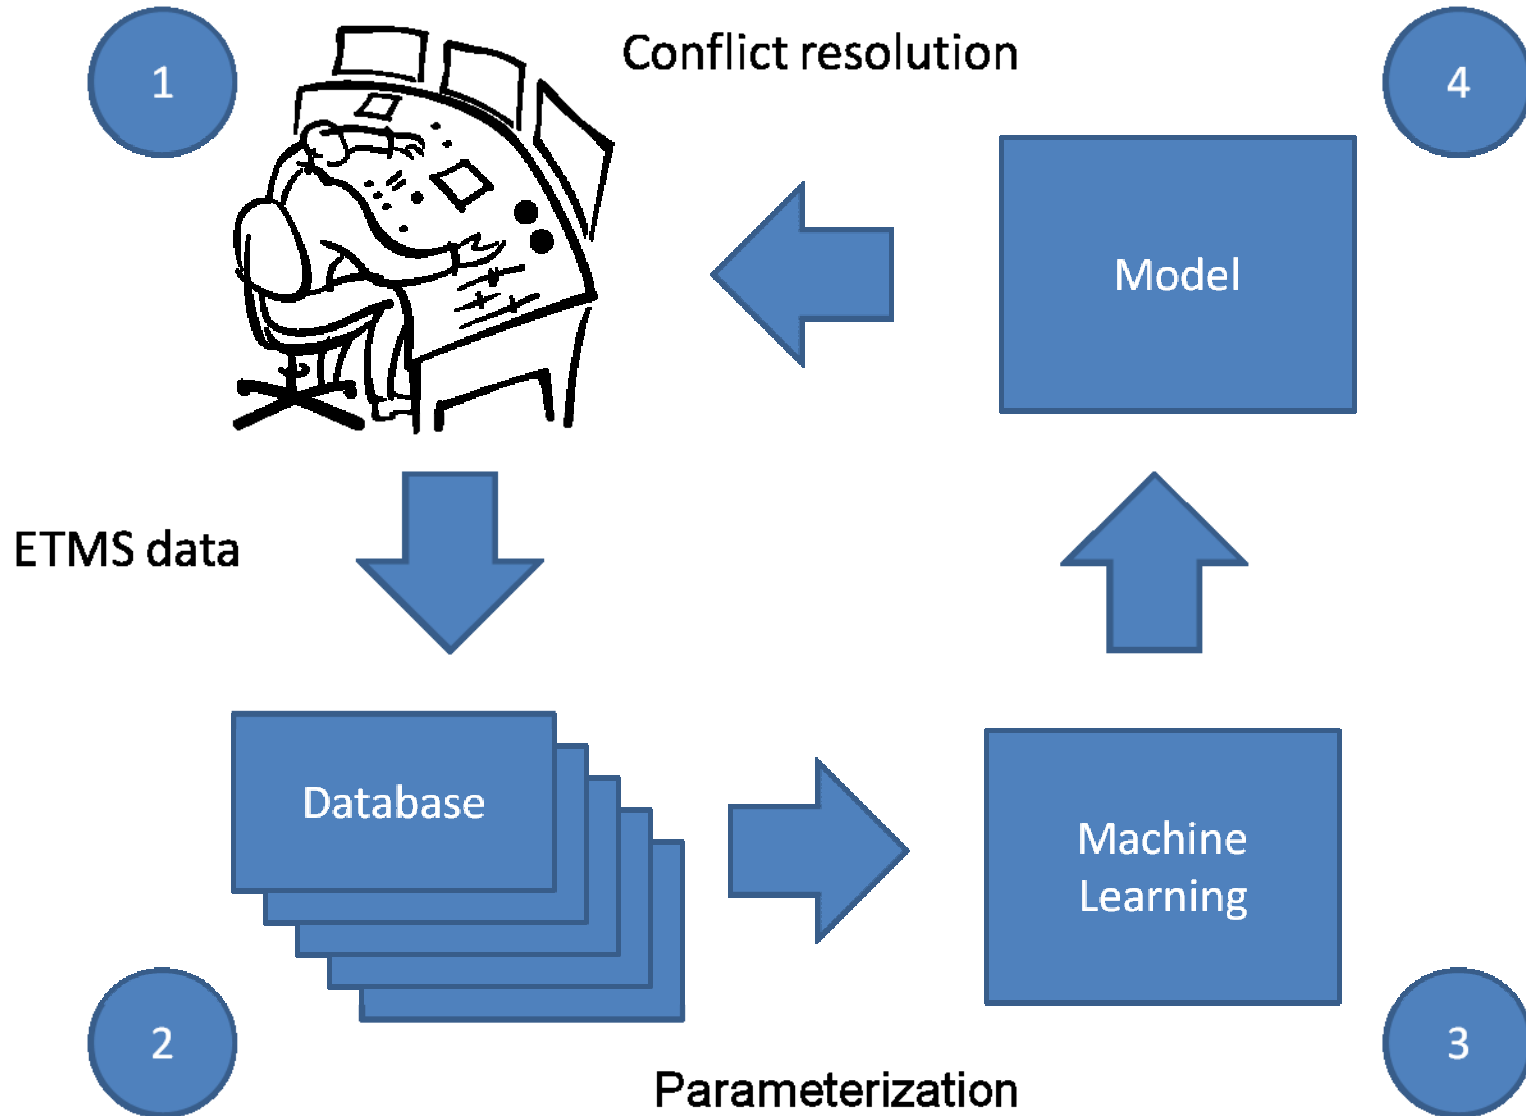 1
Conflict resolution
4
Model
ETMS data
Database
Machine
Learning
2
3
Parameterization